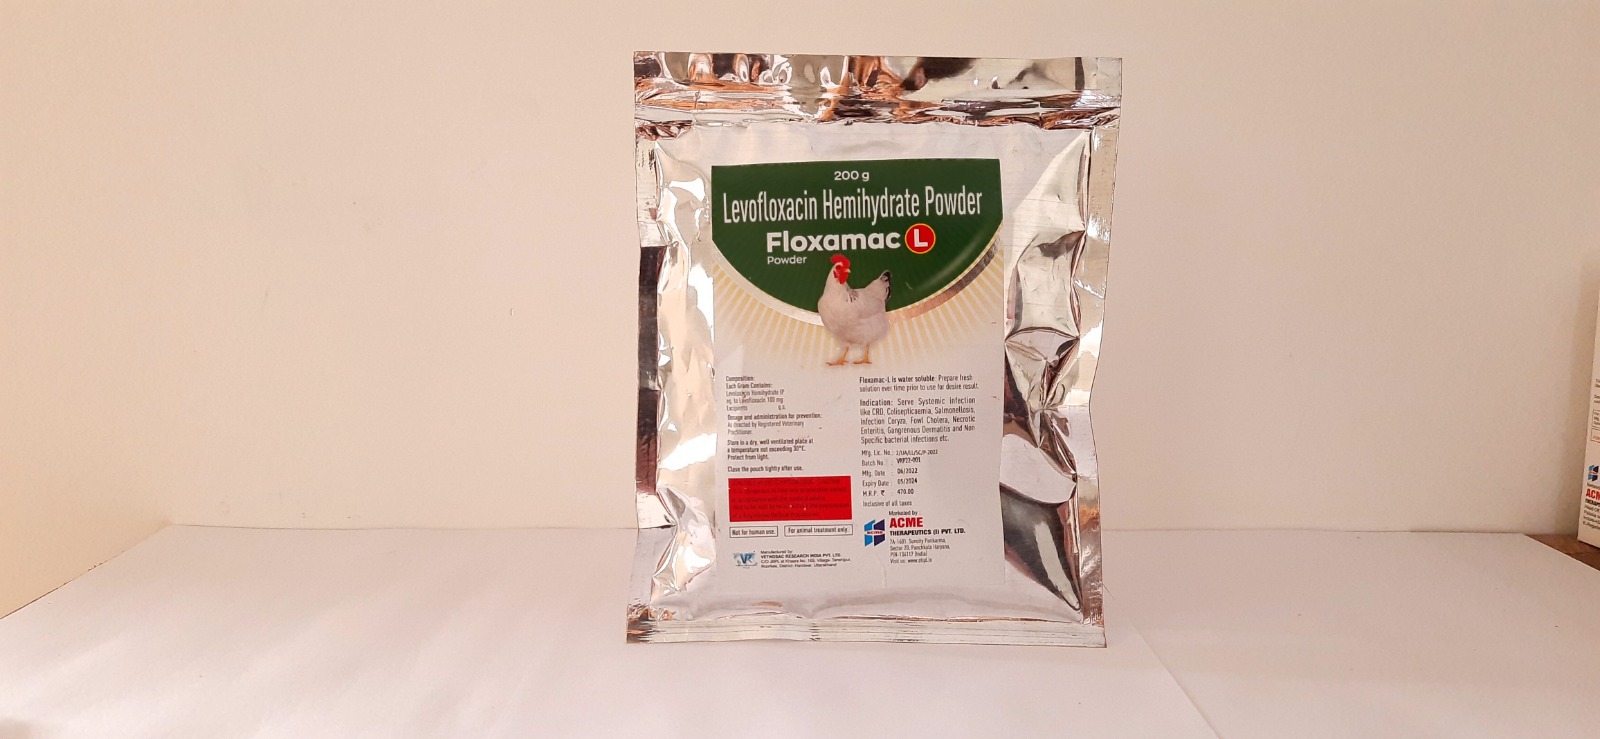 200 g
Levofloxacin Hemihydrate Powder
Floxamac L
Powder
Composition:
Each Gram Contains:
Levofloxacin Hemihydrate IP
eq. to Levofloxacin 100 mg
Excipients q.s.
Dosage and administration for prevention:
As directed by Registered Veterinary
Practitioner.
Store in a dry, well ventilated place at
a temperature not exceeding 30°C.
Protect from light.
Close the pouch tightly after use.
Not for human use.
For animal treatment only.
VR
Manufactured by
VETNOSAC RESEARCH INDIA PVT. LTD.
Floxamac-L is water soluble: Prepare fresh
solution ever time prior to use for desire result.
Indication: Serve Systemic Infection
like CRD, Colisepticaemia, Salmonellosis,
Infection Coryza, Fowl Cholera, Necrotic
Enteritis, Gangrenous Dermatitis and Non
Specific bacterial infections etc.
Mfg. Lic. No.:
Batch No :
Mfg. Date : 06/2022
Expiry Date : 05/2024
M.R.P. ₹ : 470.00
Inclusive of all taxes
Marketed by
ACME
THERAPEUTICS (I) PVT. LTD.
Sector 20, Panchkula Haryana,